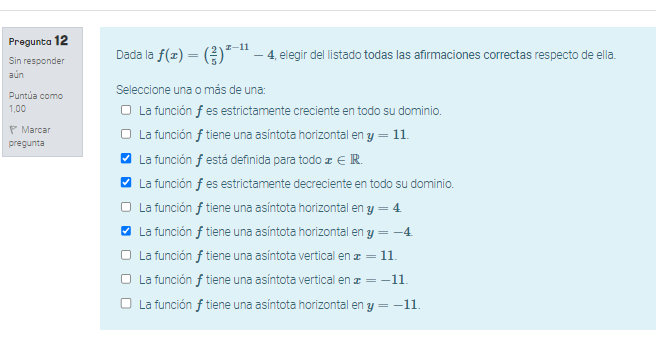 Pregunta 12
Sin responder
aún
Puntúa como
1,00
Marcar
pregunta
Dada la f(x) = (2/5)^{x−11} − 4, elegir del listado todas las afirmaciones correctas respecto de ella.
Seleccione una o más de una:
La función f es estrictamente creciente en todo su dominio.
La función f tiene una asíntota horizontal en y = 11.
La función f está definida para todo x ∈ ℝ.
La función f es estrictamente decreciente en todo su dominio.
La función f tiene una asíntota horizontal en y = 4.
La función f tiene una asíntota horizontal en y = −4.
La función f tiene una asíntota vertical en x = 11.
La función f tiene una asíntota vertical en x = −11.
La función f tiene una asíntota horizontal en y = −11.